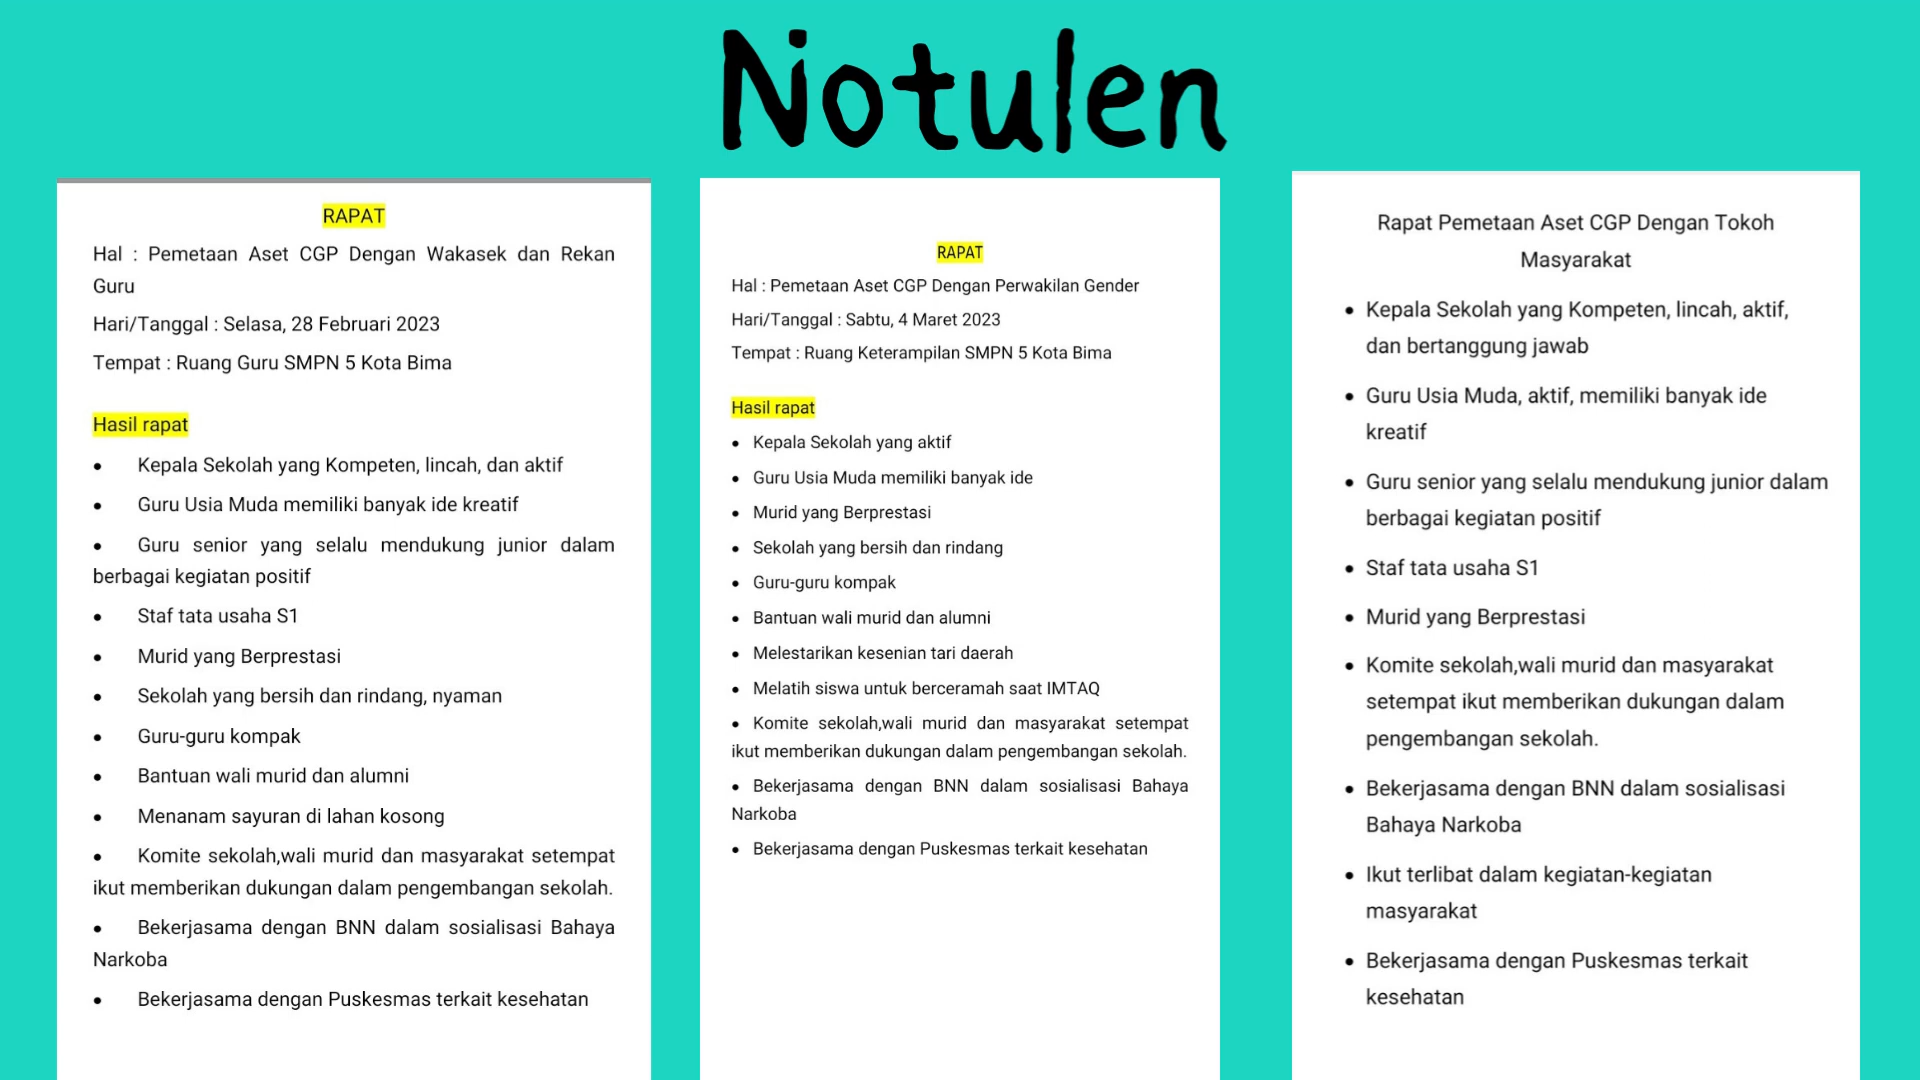 Notulen
RAPAT
Hal : Pemetaan Aset CGP Dengan Wakasek dan Rekan
Guru
Hari/Tanggal : Selasa, 28 Februari 2023
Tempat : Ruang Guru SMPN 5 Kota Bima
Hasil rapat
• Kepala Sekolah yang Kompeten, lincah, dan aktif
• Guru Usia Muda memiliki banyak ide kreatif
• Guru senior yang selalu mendukung junior dalam
berbagai kegiatan positif
• Staf tata usaha S1
• Murid yang Berprestasi
• Sekolah yang bersih dan rindang, nyaman
• Guru-guru kompak
• Bantuan wali murid dan alumni
• Menanam sayuran di lahan kosong
• Komite sekolah,wali murid dan masyarakat setempat
ikut memberikan dukungan dalam pengembangan sekolah.
• Bekerjasama dengan BNN dalam sosialisasi Bahaya
Narkoba
• Bekerjasama dengan Puskesmas terkait kesehatan
RAPAT
Hal : Pemetaan Aset CGP Dengan Perwakilan Gender
Hari/Tanggal : Sabtu, 4 Maret 2023
Tempat : Ruang Keterampilan SMPN 5 Kota Bima
Hasil rapat
• Kepala Sekolah yang aktif
• Guru Usia Muda memiliki banyak ide
• Murid yang Berprestasi
• Sekolah yang bersih dan rindang
• Guru-guru kompak
• Bantuan wali murid dan alumni
• Melestarikan kesenian tari daerah
• Melatih siswa untuk berceramah saat IMTAQ
• Komite sekolah,wali murid dan masyarakat setempat
ikut memberikan dukungan dalam pengembangan sekolah.
• Bekerjasama dengan BNN dalam sosialisasi Bahaya
Narkoba
• Bekerjasama dengan Puskesmas terkait kesehatan
Rapat Pemetaan Aset CGP Dengan Tokoh
Masyarakat
• Kepala Sekolah yang Kompeten, lincah, aktif,
dan bertanggung jawab
• Guru Usia Muda, aktif, memiliki banyak ide
kreatif
• Guru senior yang selalu mendukung junior dalam
berbagai kegiatan positif
• Staf tata usaha S1
• Murid yang Berprestasi
• Komite sekolah,wali murid dan masyarakat
setempat ikut memberikan dukungan dalam
pengembangan sekolah.
• Bekerjasama dengan BNN dalam sosialisasi
Bahaya Narkoba
• Ikut terlibat dalam kegiatan-kegiatan
masyarakat
• Bekerjasama dengan Puskesmas terkait
kesehatan